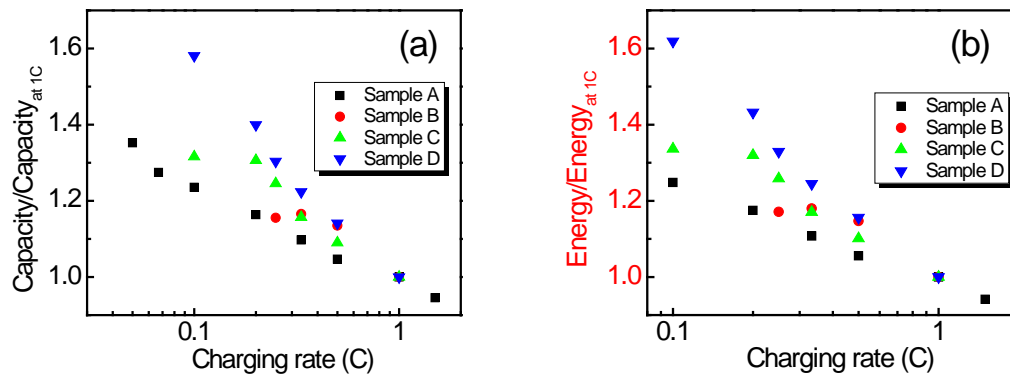 (a)
Capacity/Capacity at 1C
1.6
1.4
1.2
1.0
Sample A
Sample B
Sample C
Sample D
0.1
1
Charging rate (C)
(b)
Energy/Energy at 1C
1.6
1.4
1.2
1.0
Sample A
Sample B
Sample C
Sample D
0.1
1
Charging rate (C)